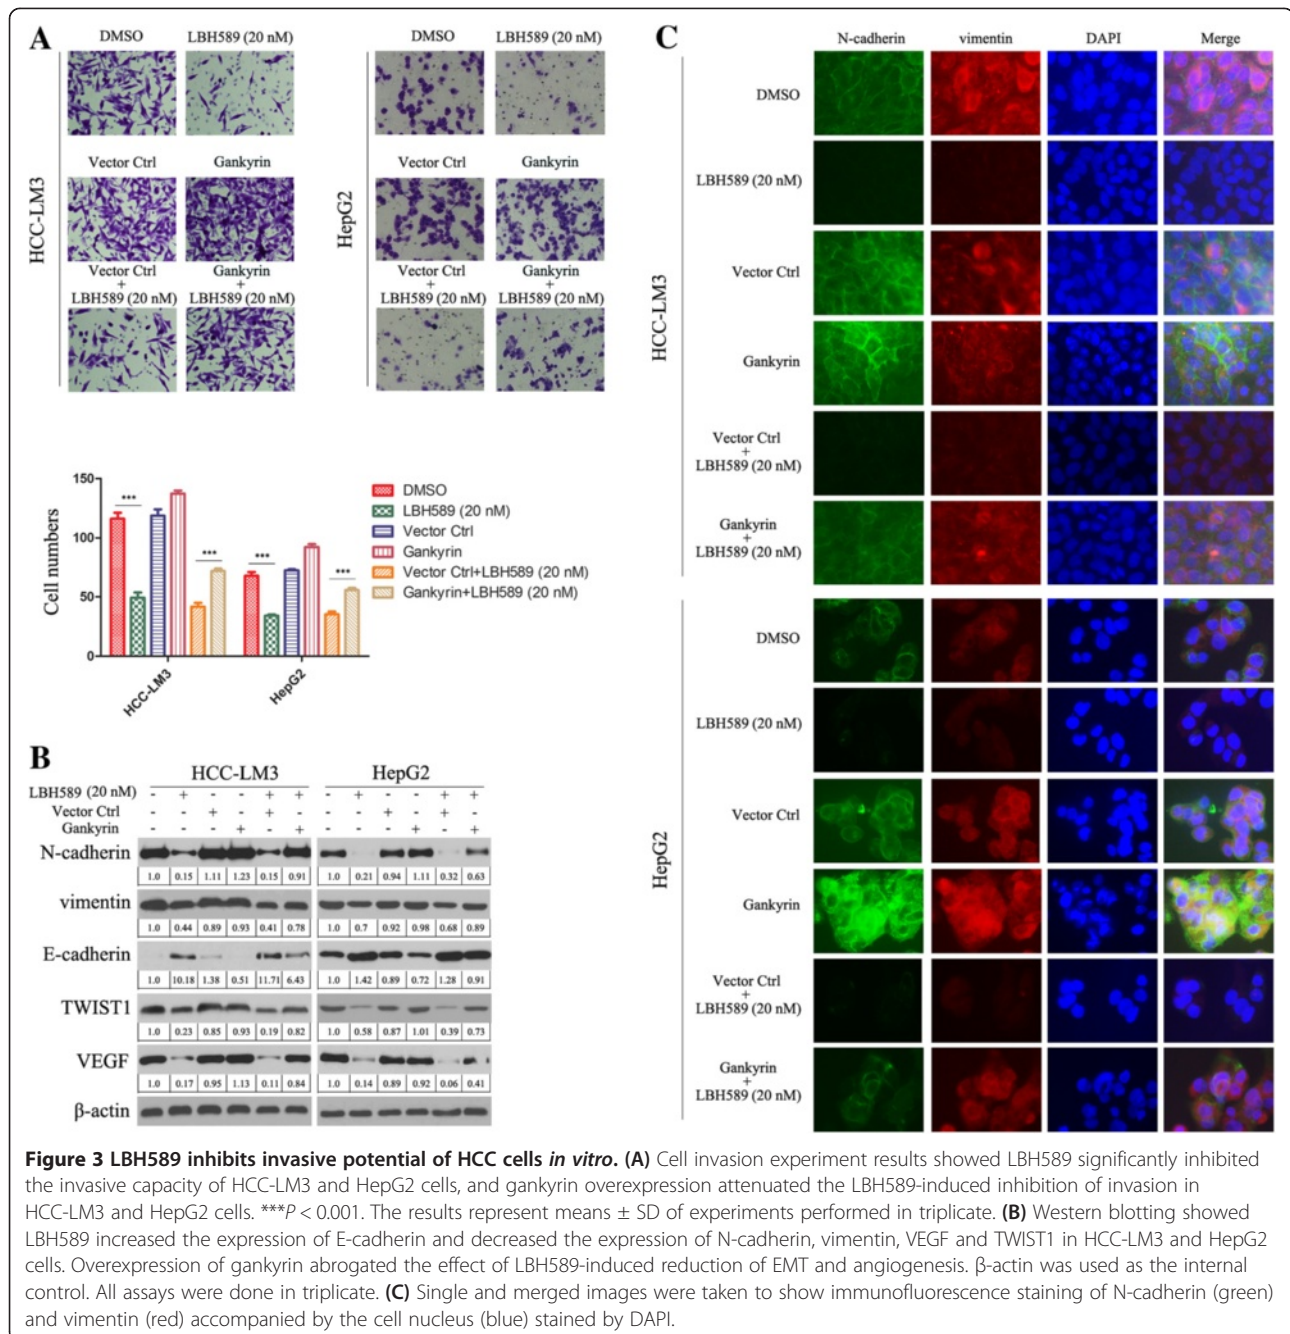 A
DMSO
LBH589 (20 nM)
DMSO
LBH589 (20 nM)
HCC-LM3
Vector Ctrl
Gankyrin
HepG2
Vector Ctrl
Gankyrin
Vector Ctrl
+
LBH589 (20 nM)
Gankyrin
+
LBH589 (20 nM)
Vector Ctrl
+
LBH589 (20 nM)
Gankyrin
+
LBH589 (20 nM)
Cell numbers
150
100
50
0
***
***
***
***
HCC-LM3
HepG2
DMSO
LBH589 (20 nM)
Vector Ctrl
Gankyrin
Vector Ctrl+LBH589 (20 nM)
Gankyrin+LBH589 (20 nM)
B
HCC-LM3 HepG2
LBH589 (20 nM) - + - - + + - + - - + +
Vector Ctrl - - + - + - - - + - + -
Gankyrin - - - + - + - - - + - +
N-cadherin
1.0 0.15 1.11 1.23 0.15 0.91 1.0 0.21 0.94 1.11 0.32 0.63
vimentin
1.0 0.44 0.89 0.93 0.41 0.78 1.0 0.7 0.92 0.98 0.68 0.89
E-cadherin
1.0 10.18 1.38 0.51 11.71 6.43 1.0 1.42 0.89 0.72 1.28 0.91
TWIST1
1.0 0.23 0.85 0.93 0.19 0.82 1.0 0.58 0.87 1.01 0.39 0.73
VEGF
1.0 0.17 0.95 1.13 0.11 0.84 1.0 0.14 0.89 0.92 0.06 0.41
β-actin
C
N-cadherin vimentin DAPI Merge
HCC-LM3
DMSO
LBH589 (20 nM)
Vector Ctrl
Gankyrin
Vector Ctrl
+
LBH589 (20 nM)
Gankyrin
+
LBH589 (20 nM)
HepG2
DMSO
LBH589 (20 nM)
Vector Ctrl
Gankyrin
Vector Ctrl
+
LBH589 (20 nM)
Gankyrin
+
LBH589 (20 nM)
Figure 3 LBH589 inhibits invasive potential of HCC cells in vitro. (A) Cell invasion experiment results showed LBH589 significantly inhibited
the invasive capacity of HCC-LM3 and HepG2 cells, and gankyrin overexpression attenuated the LBH589-induced inhibition of invasion in
HCC-LM3 and HepG2 cells. ***P < 0.001. The results represent means ± SD of experiments performed in triplicate. (B) Western blotting showed
LBH589 increased the expression of E-cadherin and decreased the expression of N-cadherin, vimentin, VEGF and TWIST1 in HCC-LM3 and HepG2
cells. Overexpression of gankyrin abrogated the effect of LBH589-induced reduction of EMT and angiogenesis. β-actin was used as the internal
control. All assays were done in triplicate. (C) Single and merged images were taken to show immunofluorescence staining of N-cadherin (green)
and vimentin (red) accompanied by the cell nucleus (blue) stained by DAPI.